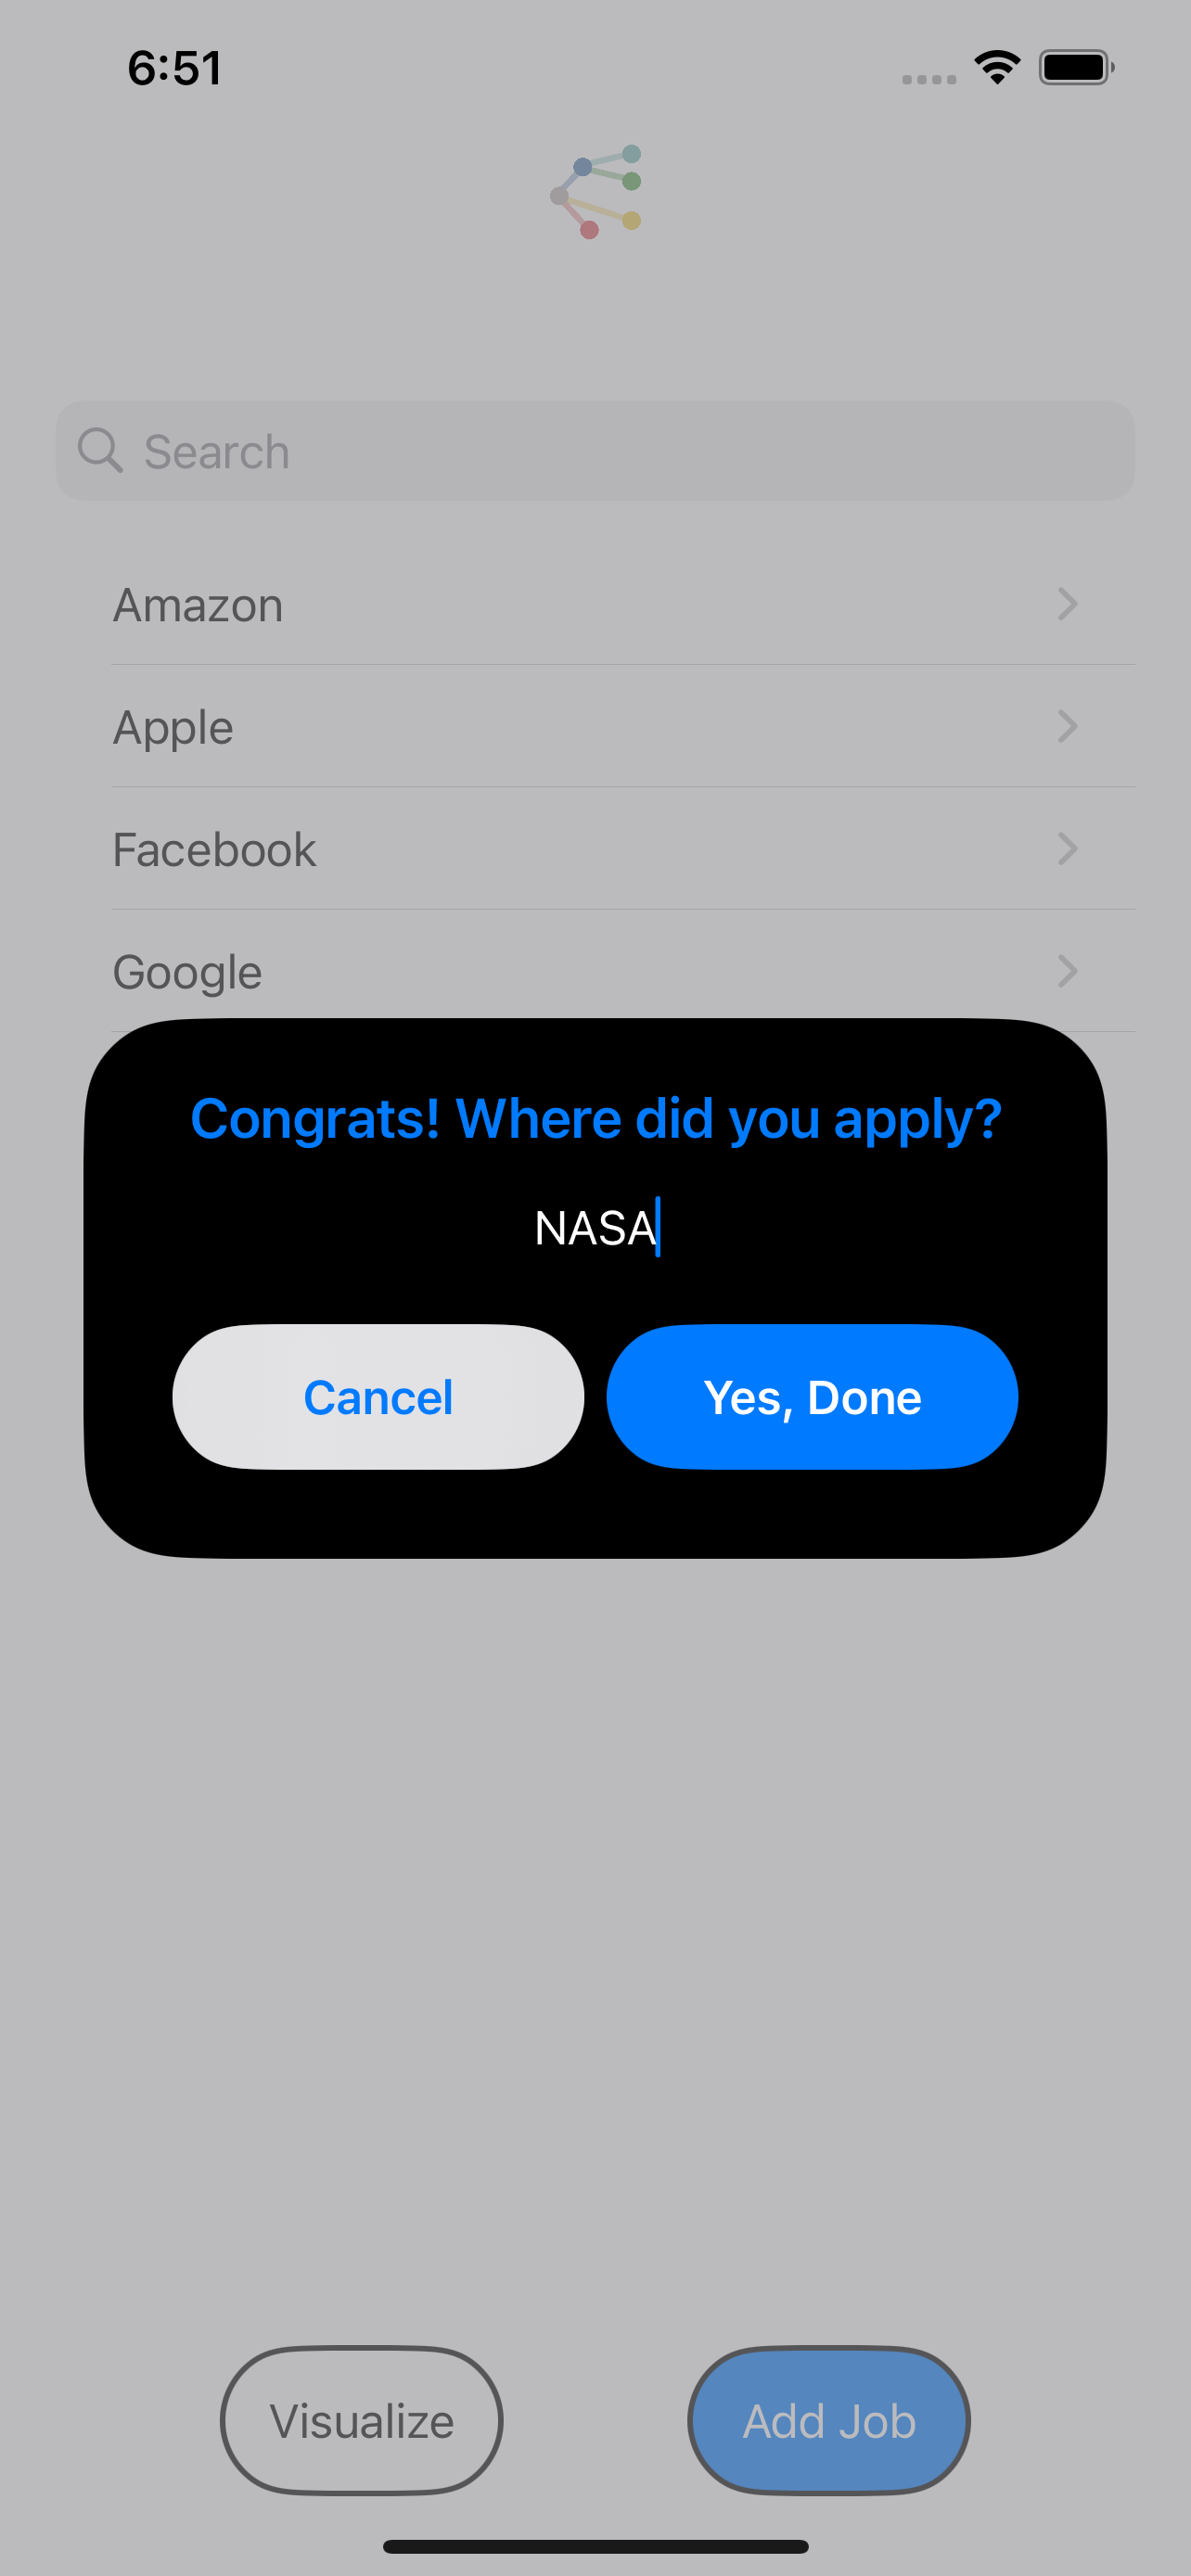 6:51
Search
Amazon
Apple
Facebook
Google
Congrats! Where did you apply?
NASA
Cancel
Yes, Done
Visualize
Add Job